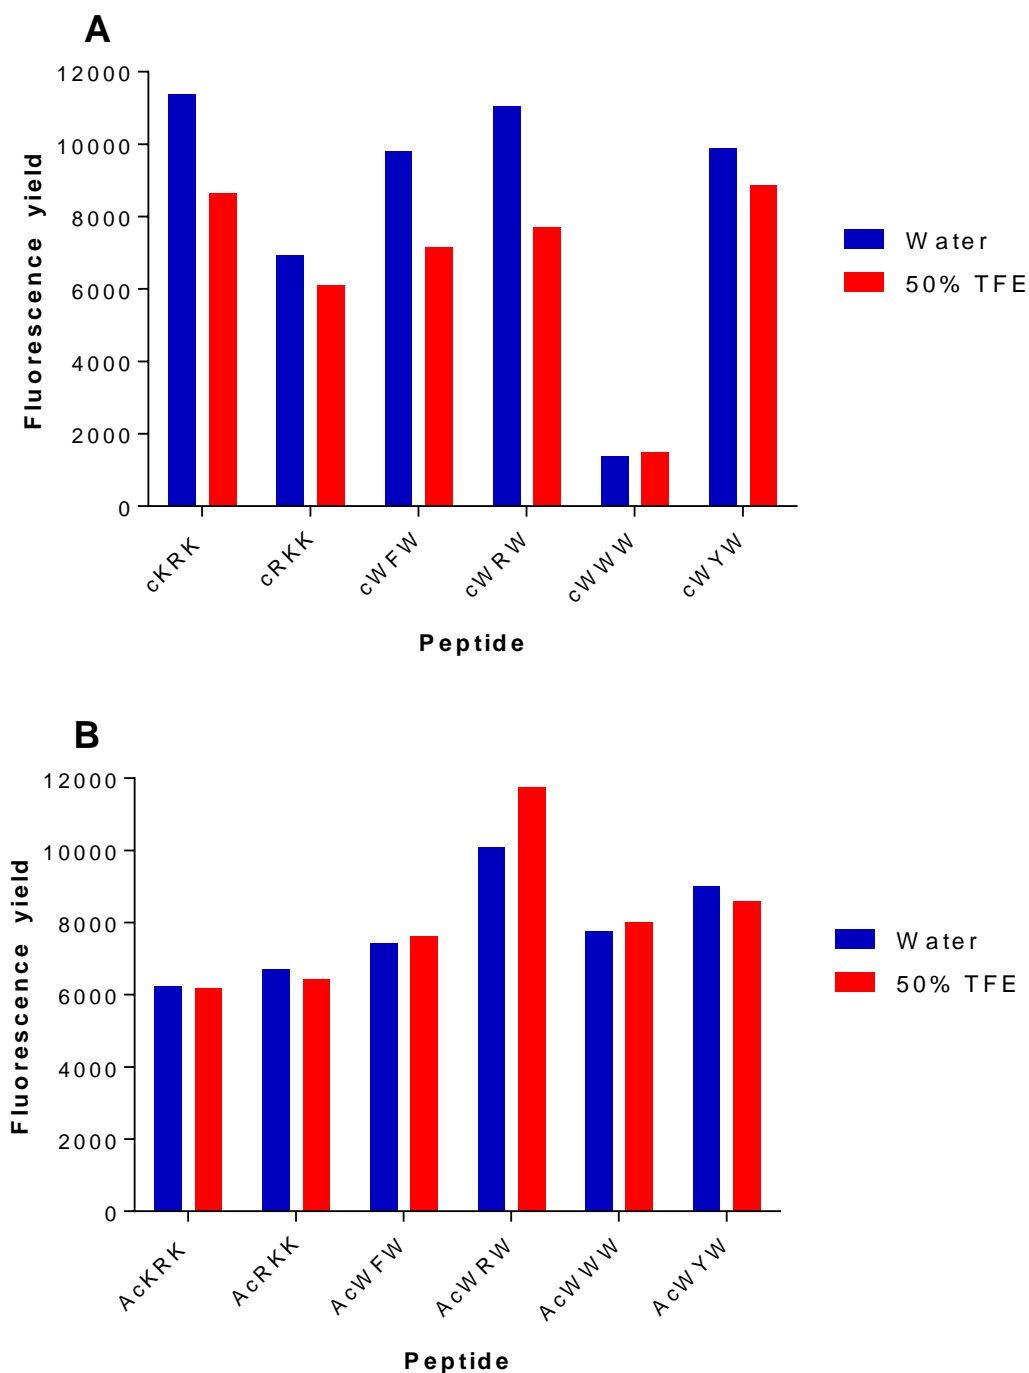 A
Fluorescence yield
12000
10000
8000
6000
4000
2000
0
cKRK
cRKK
cWFW
cWRW
cWWW
cWYW
Peptide
Water
50% TFE
B
Fluorescence yield
12000
10000
8000
6000
4000
2000
0
AcKRK
AcRKK
AcWFW
AcWRW
AcWWW
AcWYW
Peptide
Water
50% TFE